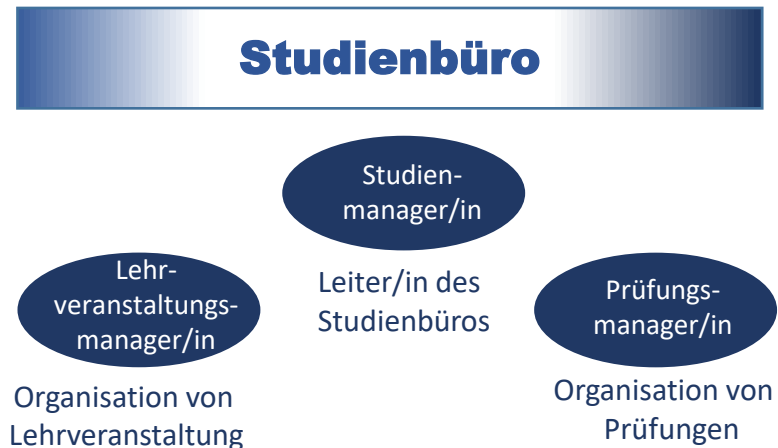 Studienbüro
Studien-
manager/in
Leiter/in des
Studienbüros
Lehr-
veranstaltungs-
manager/in
Organisation von
Lehrveranstaltung
Prüfungs-
manager/in
Organisation von
Prüfungen